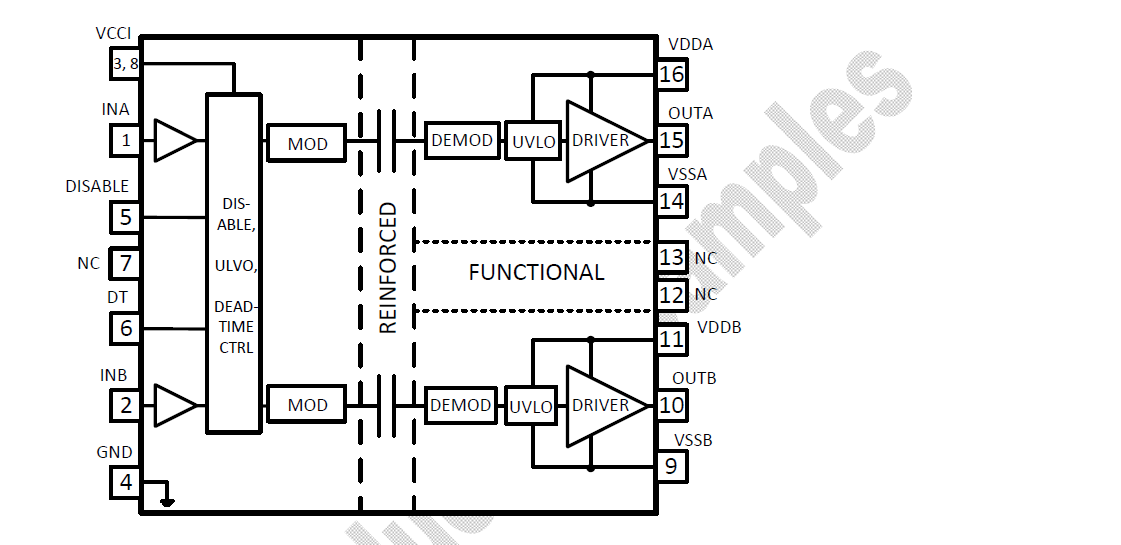 VCCI
3, 8
INA
1
DISABLE
5
NC
7
DT
6
INB
2
GND
4
DIS-
ABLE,
ULVO,
DEAD-
TIME
CTRL
MOD
MOD
REINFORCED
DEMOD
UVLO
DRIVER
FUNCTIONAL
DEMOD
UVLO
DRIVER
VDDA
16
OUTA
15
VSSA
14
13 NC
12 NC
11
VDDB
OUTB
10
VSSB
9
mples